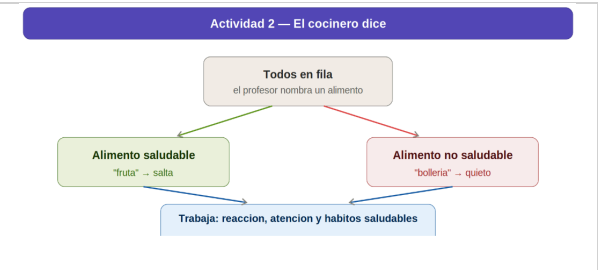 Actividad 2 — El cocinero dice
Todos en fila
el profesor nombra un alimento
Alimento saludable
"fruta" → salta
Alimento no saludable
"bolleria" → quieto
Trabaja: reaccion, atencion y habitos saludables